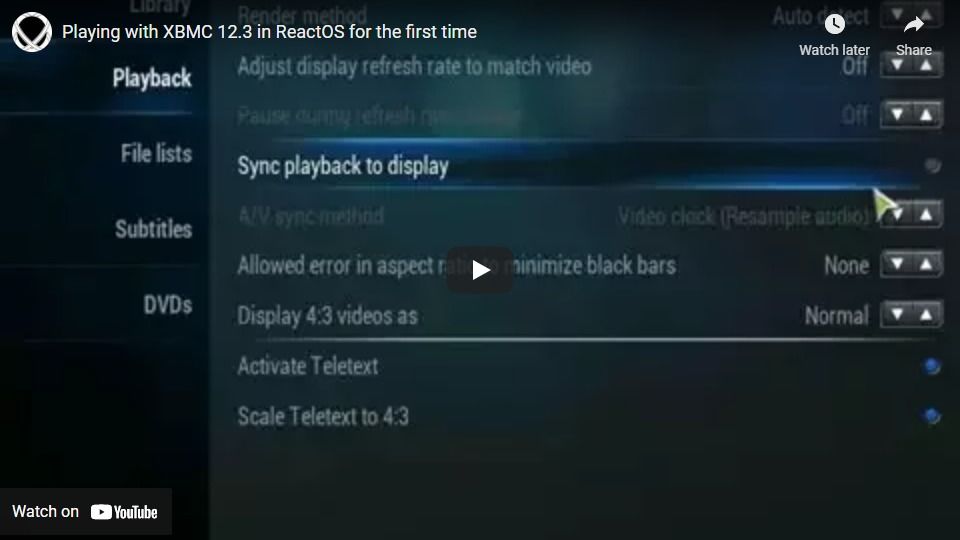 Library
Playing with XBMC 12.3 in ReactOS for the first time
Render method Auto detect
Watch later Share
Playback
Adjust display refresh rate to match video Off
Pause during refresh rate change Off
File lists
Sync playback to display
Subtitles
A/V sync method Video clock (Resample audio)
Allowed error in aspect ratio to minimize black bars None
DVDs
Display 4:3 videos as Normal
Activate Teletext
Scale Teletext to 4:3
Watch on YouTube